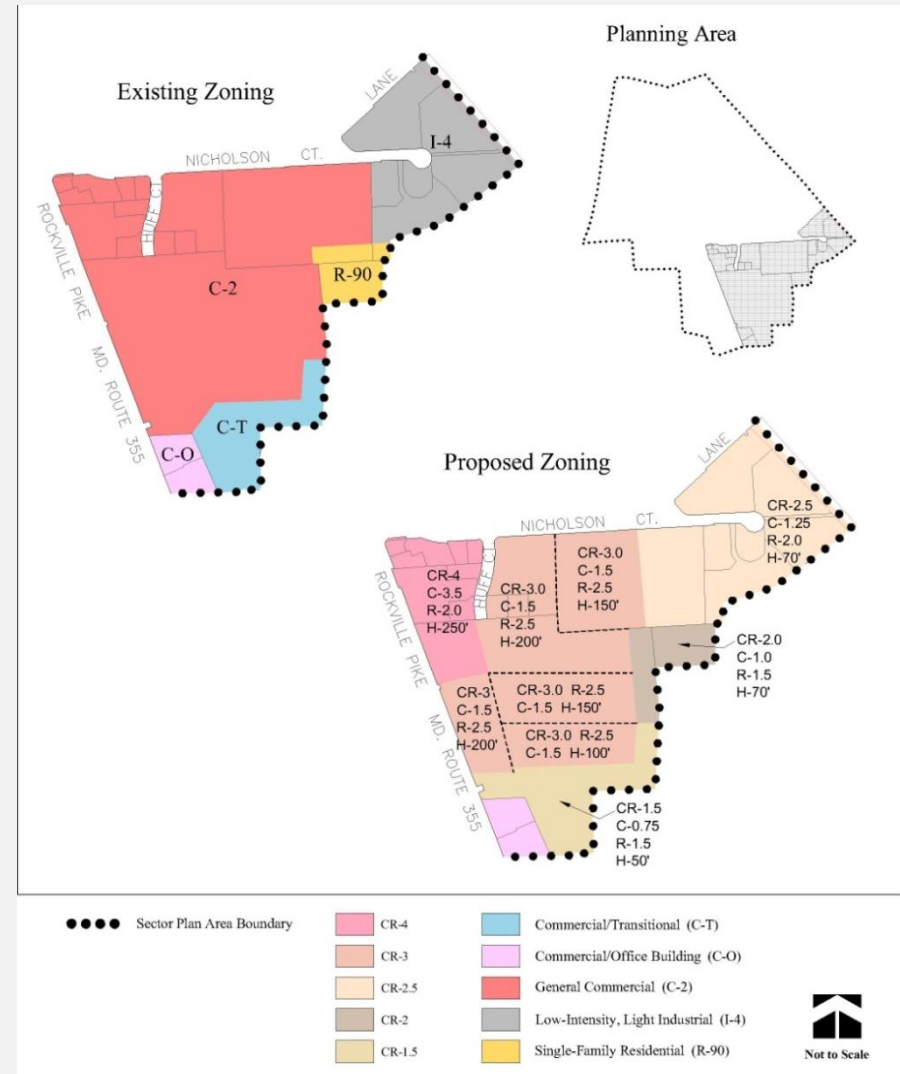 Planning Area
Existing Zoning
LANE
I-4
NICHOLSON CT.
HUFF CT.
ROCKVILLE PIKE
MD. ROUTE 355
R-90
C-2
C-T
C-O
Proposed Zoning
LANE
NICHOLSON CT.
HUFF CT.
ROCKVILLE PIKE
MD. ROUTE 355
CR-2.5
C-1.25
R-2.0
H-70'
CR-3.0
C-1.5
R-2.5
H-150'
CR-4
C-3.5
R-2.0
H-250'
CR-3.0
C-1.5
R-2.5
H-200'
CR-2.0
C-1.0
R-1.5
H-70'
CR-3
C-1.5
R-2.5
H-200'
CR-3.0 R-2.5
C-1.5 H-150'
CR-3.0 R-2.5
C-1.5 H-100'
CR-1.5
C-0.75
R-1.5
H-50'
Sector Plan Area Boundary
CR-4
CR-3
CR-2.5
CR-2
CR-1.5
Commercial/Transitional (C-T)
Commercial/Office Building (C-O)
General Commercial (C-2)
Low-Intensity, Light Industrial (I-4)
Single-Family Residential (R-90)
Not to Scale